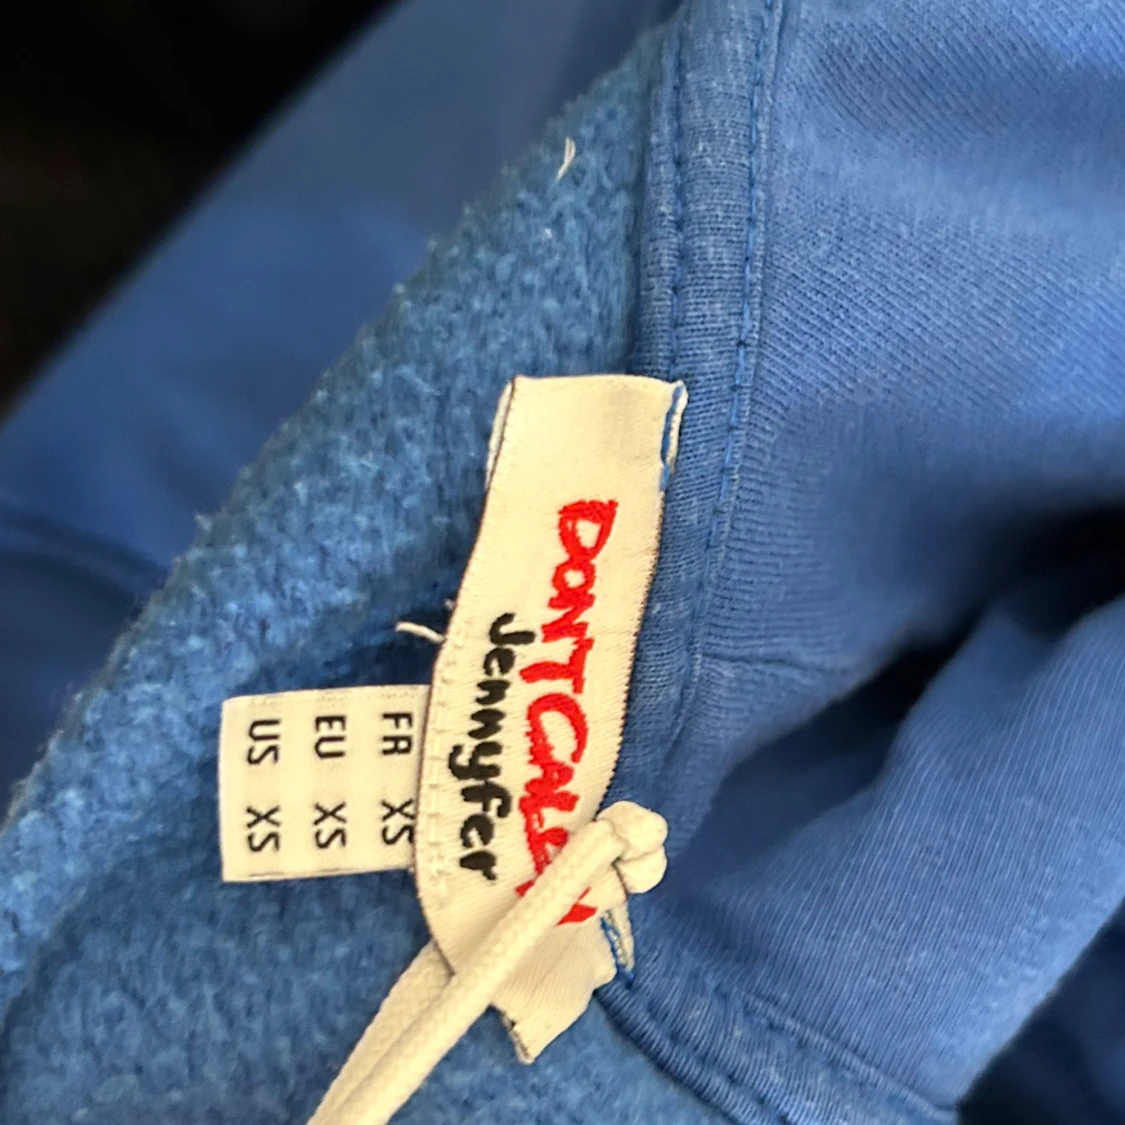 DON'T CALL
Jennyfer
FR XS
EU XS
US XS